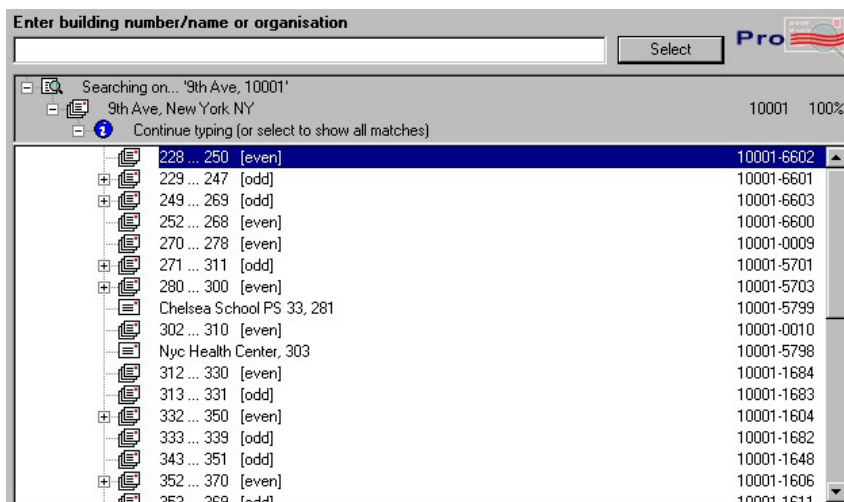 Enter building number/name or organisation
Select
Pro
Searching on... '9th Ave, 10001'
9th Ave, New York NY 10001 100%
Continue typing (or select to show all matches)
228 ... 250 [even] 10001-6602
229 ... 247 [odd] 10001-6601
249 ... 269 [odd] 10001-6603
252 ... 268 [even] 10001-6600
270 ... 278 [even] 10001-0009
271 ... 311 [odd] 10001-5701
280 ... 300 [even] 10001-5703
Chelsea School PS 33, 281 10001-5799
302 ... 310 [even] 10001-0010
Nyc Health Center, 303 10001-5798
312 ... 330 [even] 10001-1684
313 ... 331 [odd] 10001-1683
332 ... 350 [even] 10001-1604
333 ... 339 [odd] 10001-1682
343 ... 351 [odd] 10001-1648
352 ... 370 [even] 10001-1606
353 ... 369 [odd] 10001-1611